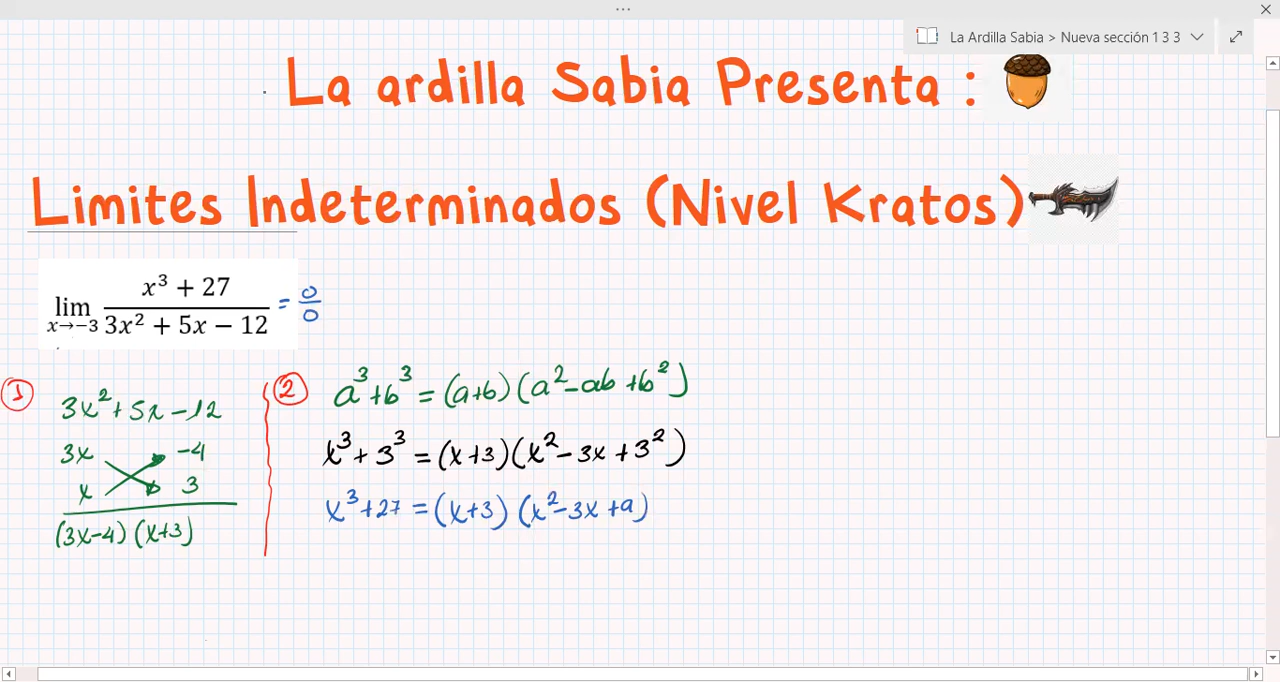 La Ardilla Sabia > Nueva sección 1 3 3
La ardilla Sabia Presenta :
Limites Indeterminados (Nivel Kratos)
lim x→−3 (x³ + 27)/(3x² + 5x − 12) = 0/0
1
3x² + 5x − 12
3x −4
x 3
(3x−4) (x+3)
2
a³ + b³ = (a+b) (a² − ab + b²)
x³ + 3³ = (x+3) (x² − 3x + 3²)
x³ + 27 = (x+3) (x² − 3x + 9)